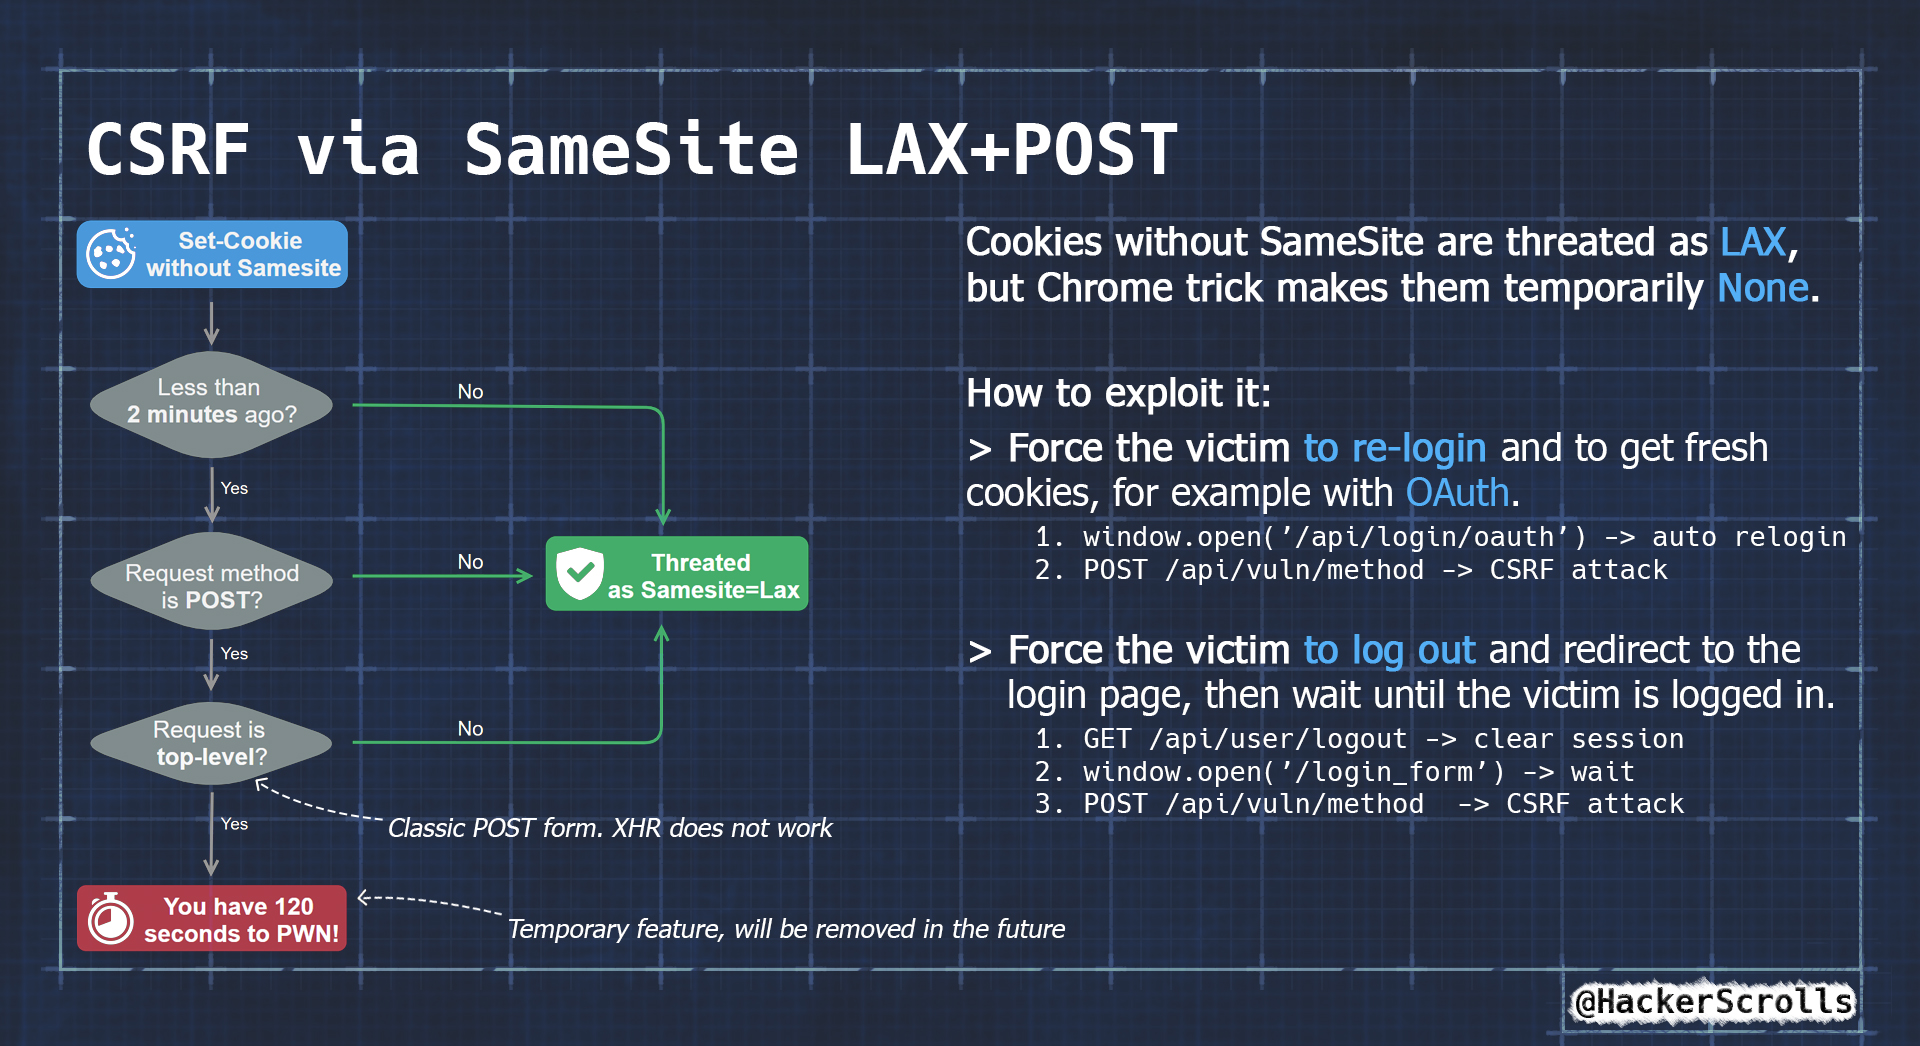 CSRF via SameSite LAX+POST
Set-Cookie
without Samesite
Less than
2 minutes ago?
No
Yes
Request method
is POST?
No
Threated
as Samesite=Lax
Yes
Request is
top-level?
No
Classic POST form. XHR does not work
Yes
You have 120
seconds to PWN!
Temporary feature, will be removed in the future
Cookies without SameSite are threated as LAX,
but Chrome trick makes them temporarily None.
How to exploit it:
> Force the victim to re-login and to get fresh
cookies, for example with OAuth.
1. window.open(’/api/login/oauth’) -> auto relogin
2. POST /api/vuln/method -> CSRF attack
> Force the victim to log out and redirect to the
login page, then wait until the victim is logged in.
1. GET /api/user/logout -> clear session
2. window.open(’/login_form’) -> wait
3. POST /api/vuln/method  -> CSRF attack
@HackerScrolls